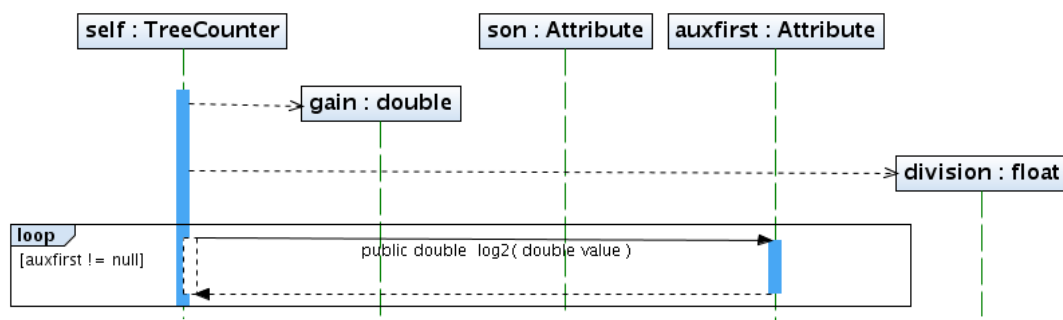 self : TreeCounter
son : Attribute
auxfirst : Attribute
gain : double
division : float
loop
[auxfirst != null]
public double log2( double value )